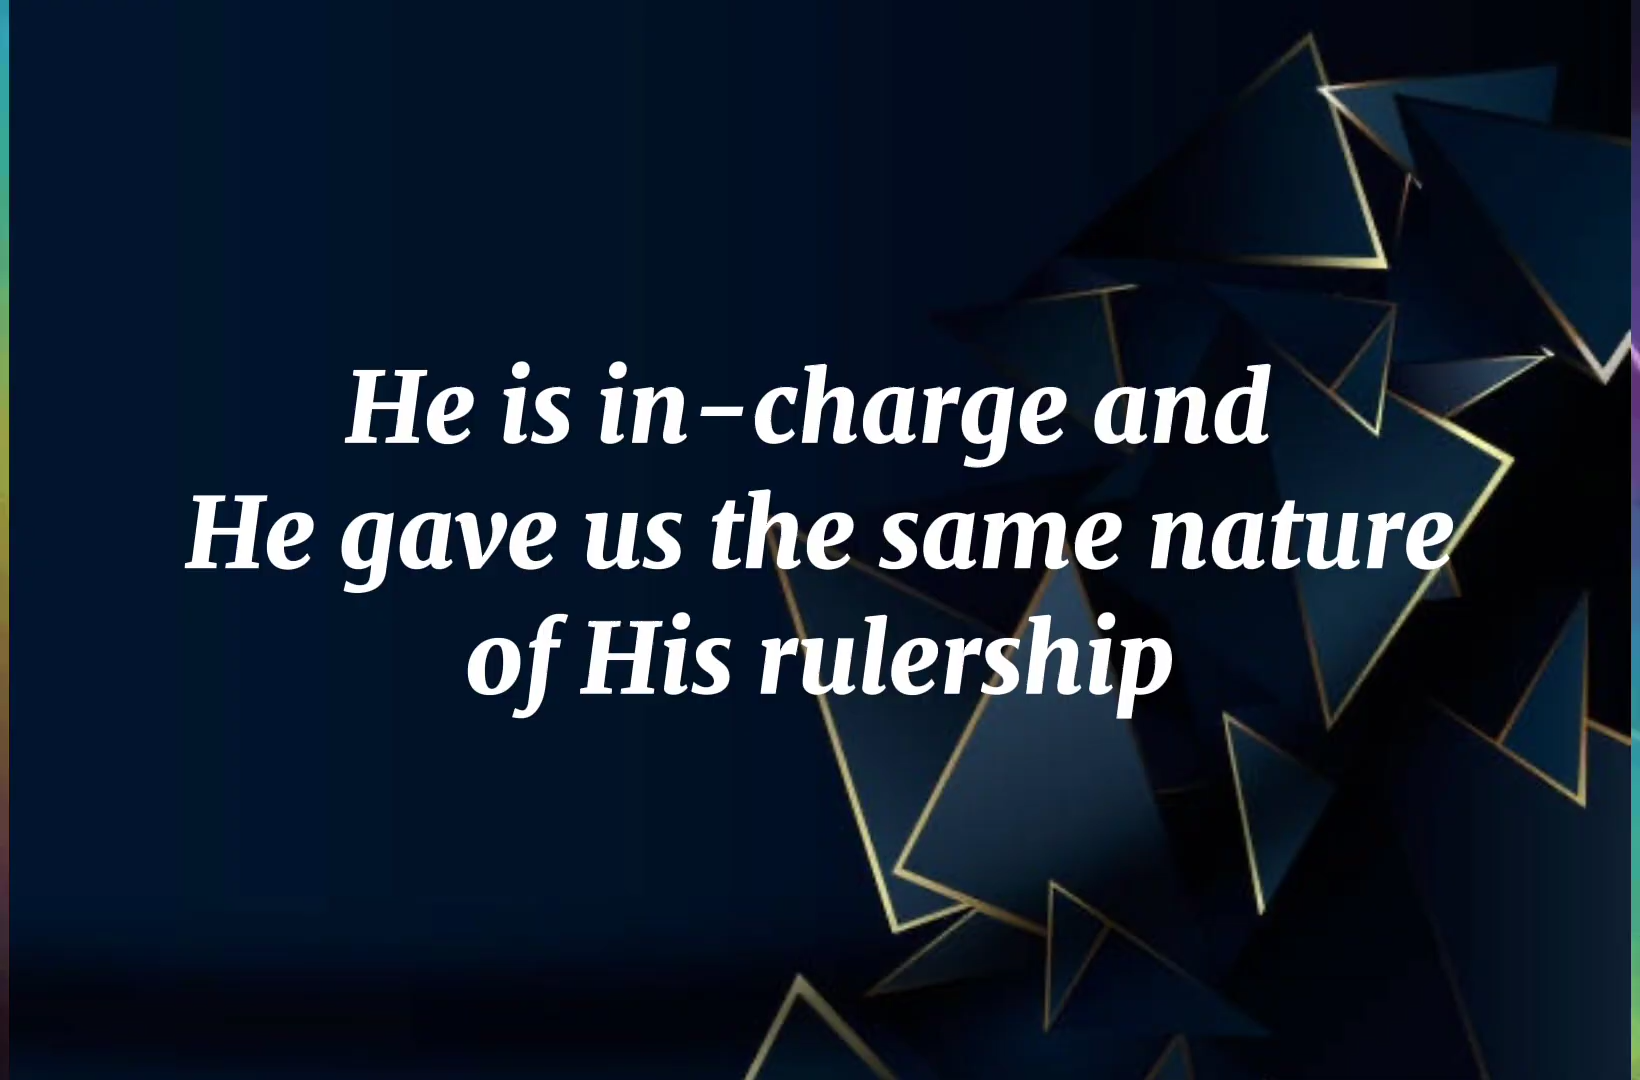 He is in-charge and
He gave us the same nature
of His rulership